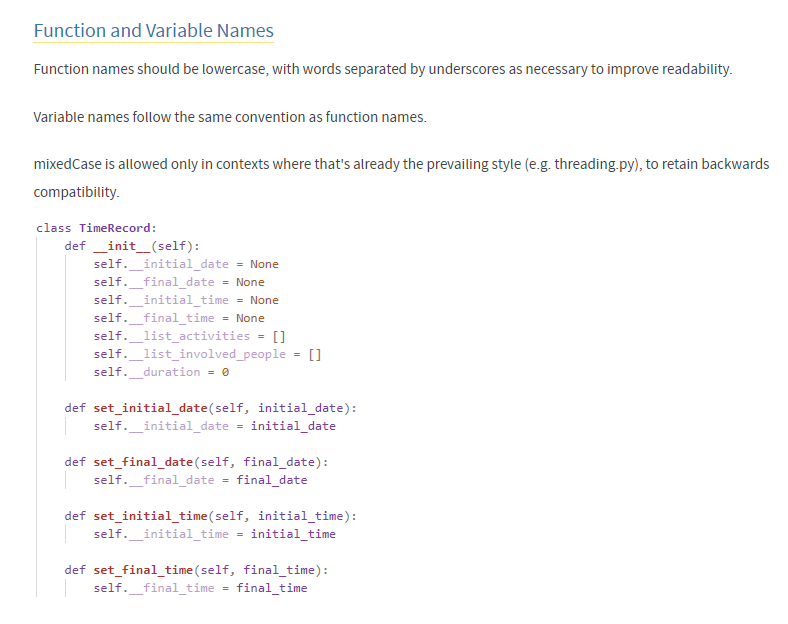 Function and Variable Names
Function names should be lowercase, with words separated by underscores as necessary to improve readability.
Variable names follow the same convention as function names.
mixedCase is allowed only in contexts where that's already the prevailing style (e.g. threading.py), to retain backwards
compatibility.
class TimeRecord:
    def __init__(self):
        self.__initial_date = None
        self.__final_date = None
        self.__initial_time = None
        self.__final_time = None
        self.__list_activities = []
        self.__list_involved_people = []
        self.__duration = 0
    def set_initial_date(self, initial_date):
        self.__initial_date = initial_date
    def set_final_date(self, final_date):
        self.__final_date = final_date
    def set_initial_time(self, initial_time):
        self.__initial_time = initial_time
    def set_final_time(self, final_time):
        self.__final_time = final_time